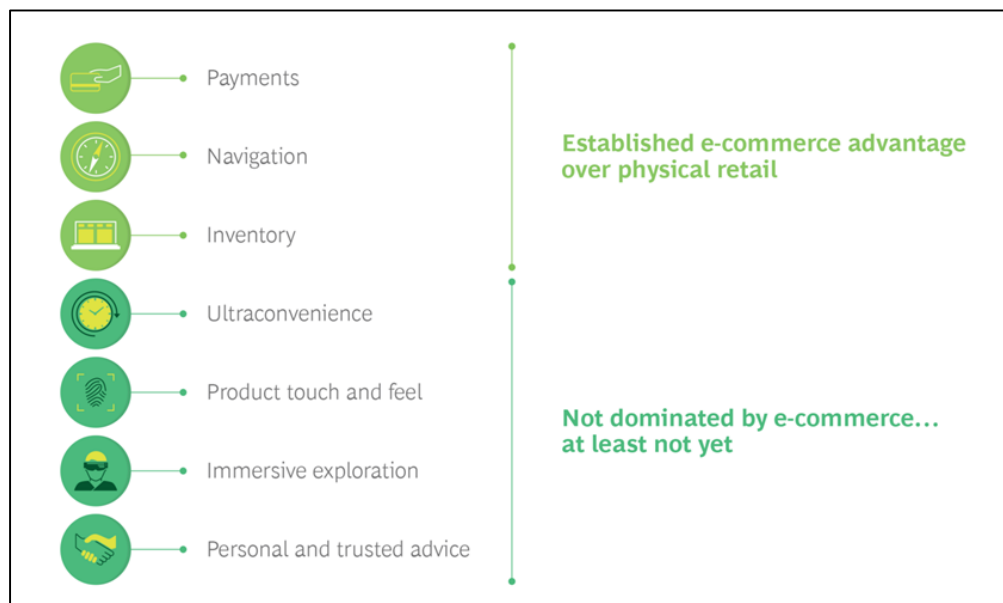 Payments
Navigation
Established e-commerce advantage
over physical retail
Inventory
Ultraconvenience
Product touch and feel
Not dominated by e-commerce...
at least not yet
Immersive exploration
Personal and trusted advice